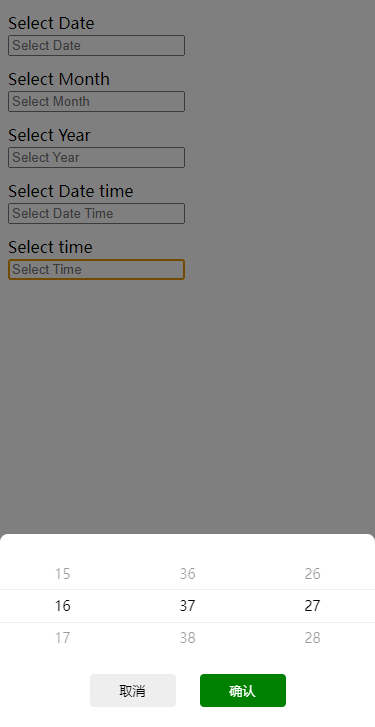 Select Date
Select Date
Select Month
Select Month
Select Year
Select Year
Select Date time
Select Date Time
Select time
Select Time
15 36 26
16 37 27
17 38 28
取消 确认